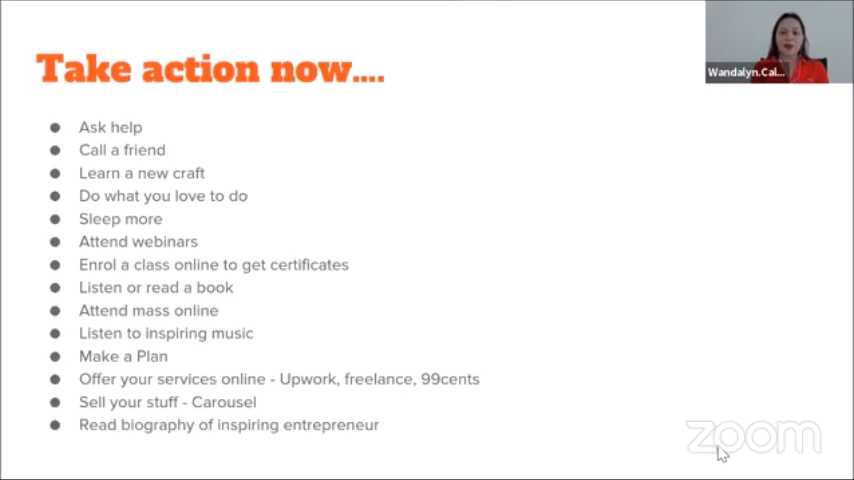 Take action now....
Wandalyn.Cal...
● Ask help
● Call a friend
● Learn a new craft
● Do what you love to do
● Sleep more
● Attend webinars
● Enrol a class online to get certificates
● Listen or read a book
● Attend mass online
● Listen to inspiring music
● Make a Plan
● Offer your services online - Upwork, freelance, 99cents
● Sell your stuff - Carousel
● Read biography of inspiring entrepreneur
zoom